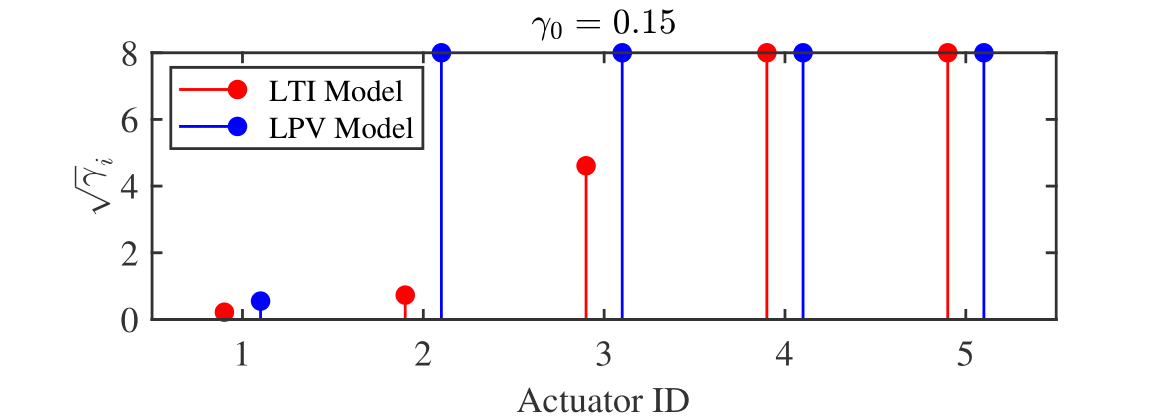 γ₀ = 0.15
8
6
4
2
0
√γᵢ
LTI Model
LPV Model
1 2 3 4 5
Actuator ID